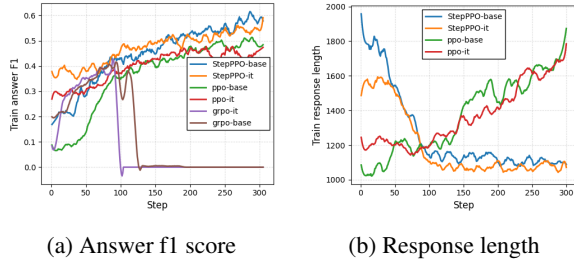 Train answer F1
0.6
0.5
0.4
0.3
0.2
0.1
0.0
StepPPO-base
StepPPO-it
ppo-base
ppo-it
grpo-it
grpo-base
0 50 100 150 200 250 300
Step
(a) Answer f1 score
Train response length
2000
1800
1600
1400
1200
1000
StepPPO-base
StepPPO-it
ppo-base
ppo-it
0 50 100 150 200 250 300
Step
(b) Response length